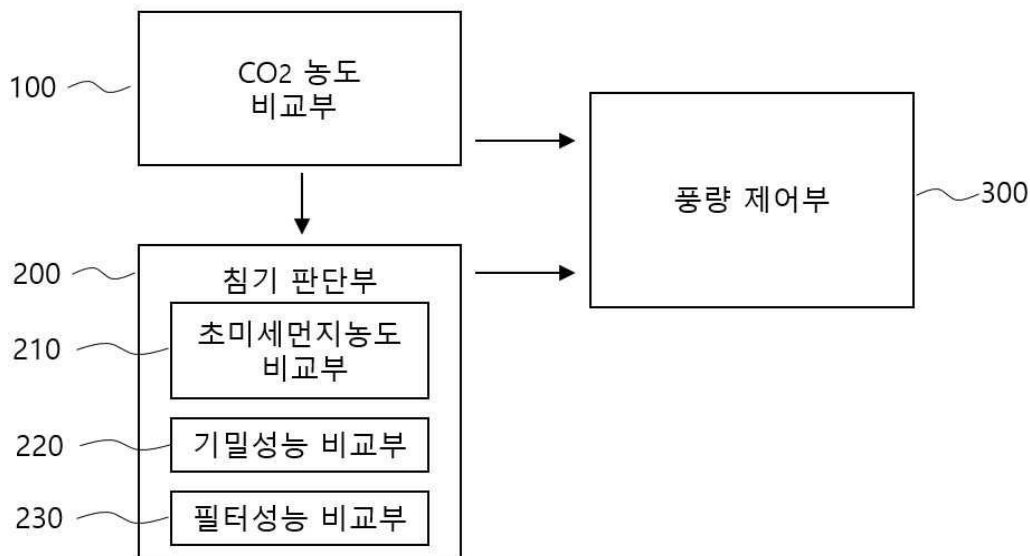 100
CO2 농도
비교부
풍량 제어부
300
200
침기 판단부
210
초미세먼지농도
비교부
220
기밀성능 비교부
230
필터성능 비교부